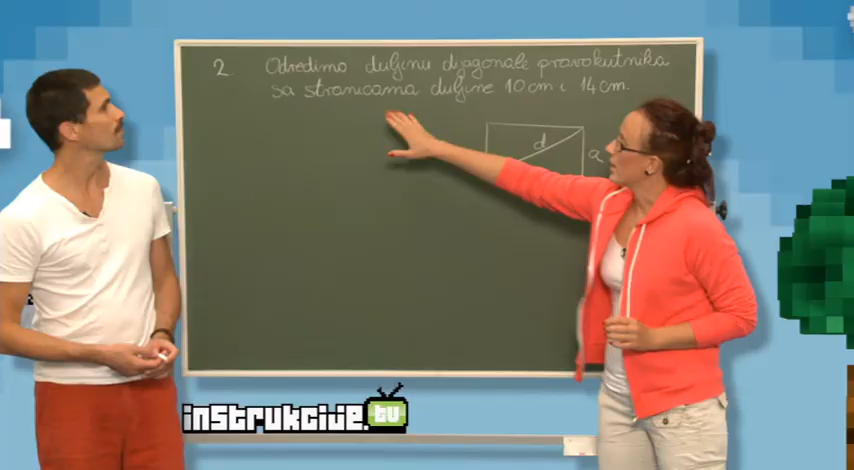 2. Odredimo duljinu dijagonale pravokutnika
sa stranicama duljine 10 cm i 14 cm.
d
a
instrukcije.tv